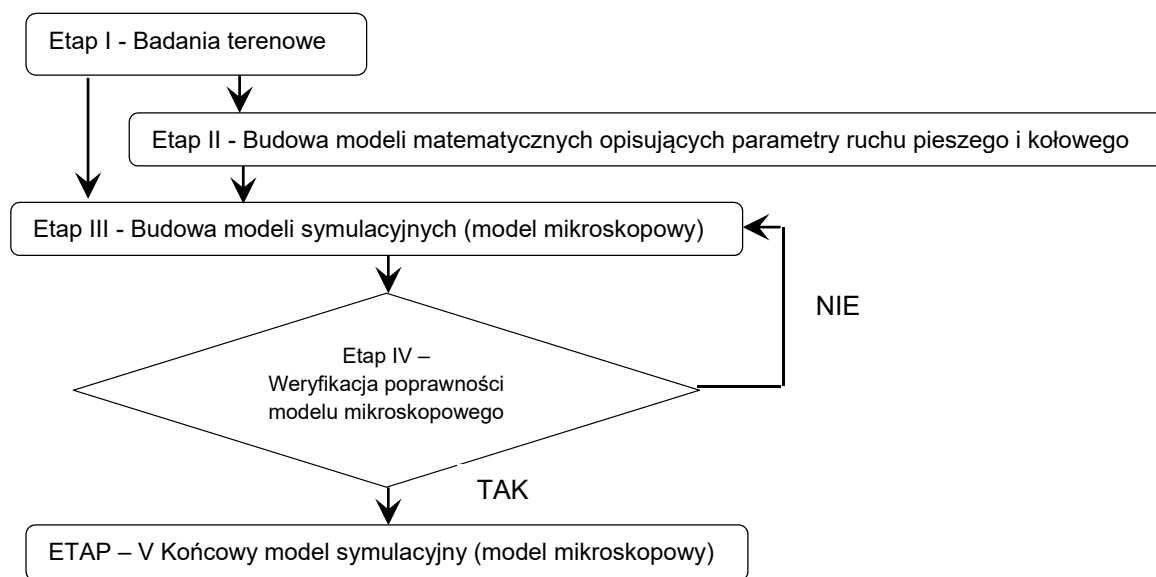 Etap I - Badania terenowe
Etap II - Budowa modeli matematycznych opisujących parametry ruchu pieszego i kołowego
Etap III - Budowa modeli symulacyjnych (model mikroskopowy)
NIE
Etap IV –
Weryfikacja poprawności
modelu mikroskopowego
TAK
ETAP – V Końcowy model symulacyjny (model mikroskopowy)